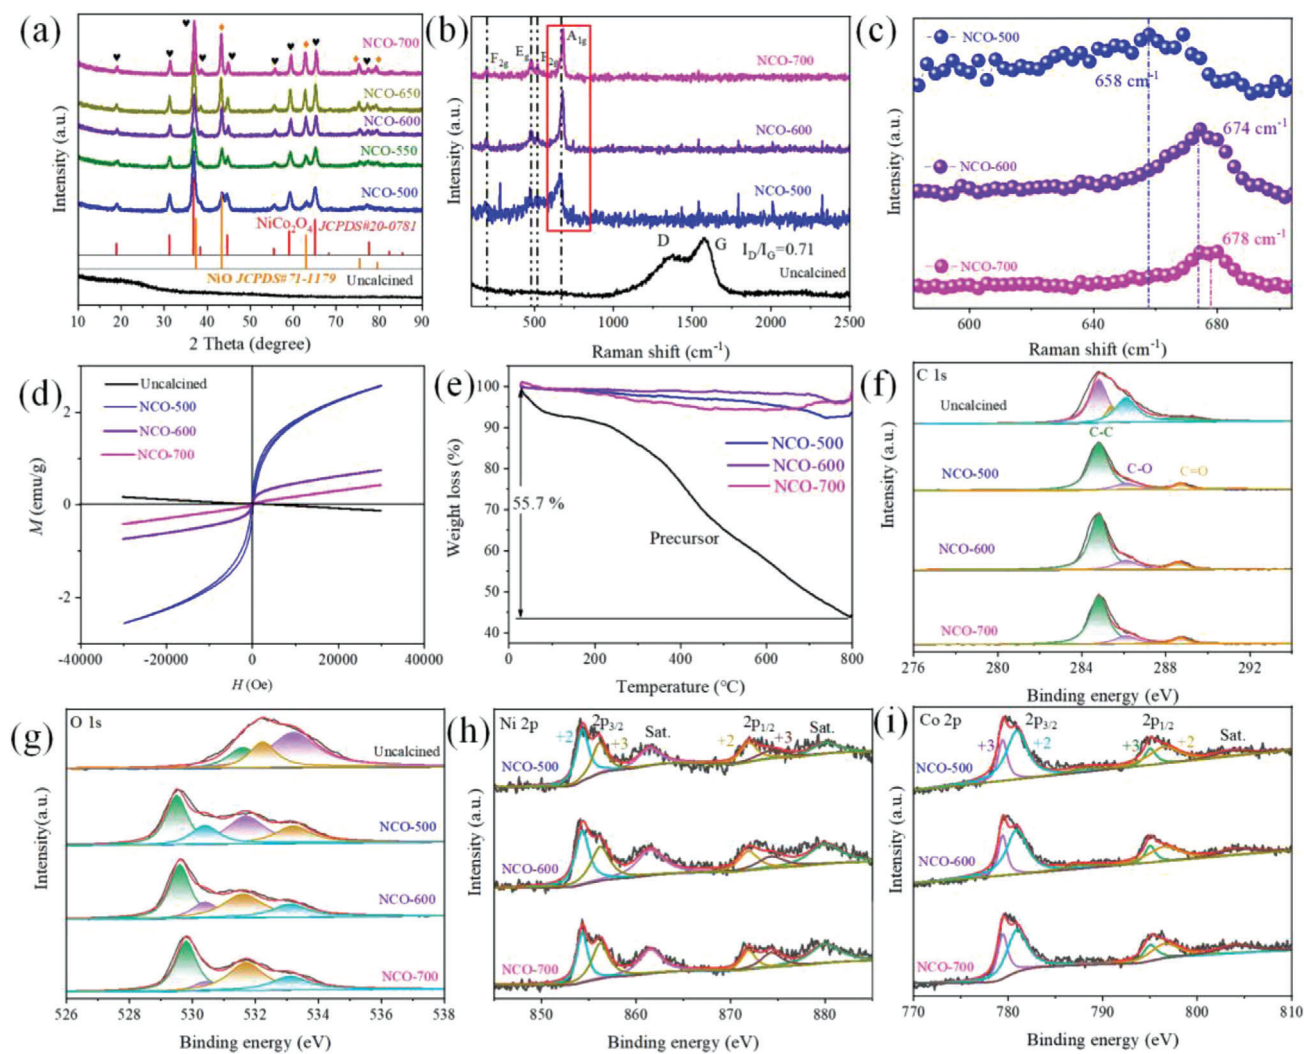 (a)
NCO-700
NCO-650
NCO-600
NCO-550
NCO-500
NiCo2O4 JCPDS#20-0781
NiO JCPDS#71-1179
Uncalcined
Intensity (a.u.)
10 20 30 40 50 60 70 80 90
2 Theta (degree)
(b)
F2g
Eg
F2g
A1g
NCO-700
NCO-600
NCO-500
D
G
ID/IG=0.71
Uncalcined
Intensity (a.u.)
500 1000 1500 2000 2500
Raman shift (cm-1)
(c)
NCO-500
658 cm-1
674 cm-1
NCO-600
678 cm-1
NCO-700
Intensity (a.u.)
600 640 680
Raman shift (cm-1)
(d)
Uncalcined
NCO-500
NCO-600
NCO-700
M (emu/g)
2
0
-2
-40000 -20000 0 20000 40000
H (Oe)
(e)
100
90
80
70
60
50
40
NCO-500
NCO-600
NCO-700
55.7 %
Precursor
Weight loss (%)
0 200 400 600 800
Temperature (°C)
(f)
C 1s
Uncalcined
C-C
NCO-500
C-O
C=O
NCO-600
NCO-700
Intensity (a.u.)
276 280 284 288 292
Binding energy (eV)
(g)
O 1s
Uncalcined
NCO-500
NCO-600
NCO-700
Intensity(a.u.)
526 528 530 532 534 536 538
Binding energy (eV)
(h)
Ni 2p
2p3/2
Sat.
2p1/2
Sat.
+2
+3
+2
+3
NCO-500
NCO-600
NCO-700
Intensity (a.u.)
850 860 870 880
Binding energy (eV)
(i)
Co 2p
2p3/2
2p1/2
Sat.
+3
+2
+3
+2
NCO-500
NCO-600
NCO-700
Intensity (a.u.)
770 780 790 800 810
Binding energy (eV)